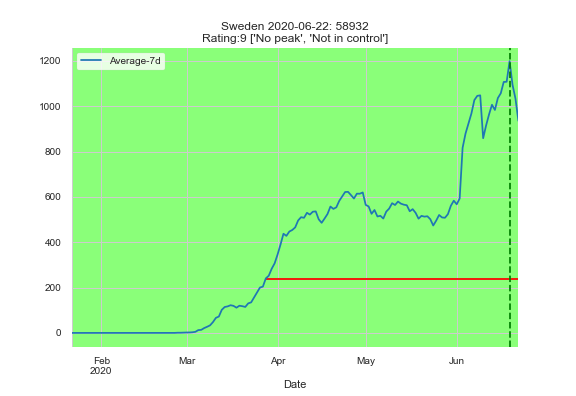 Sweden 2020-06-22: 58932
Rating:9 ['No peak', 'Not in control']
Average-7d
1200
1000
800
600
400
200
0
Feb Mar Apr May Jun
2020
Date